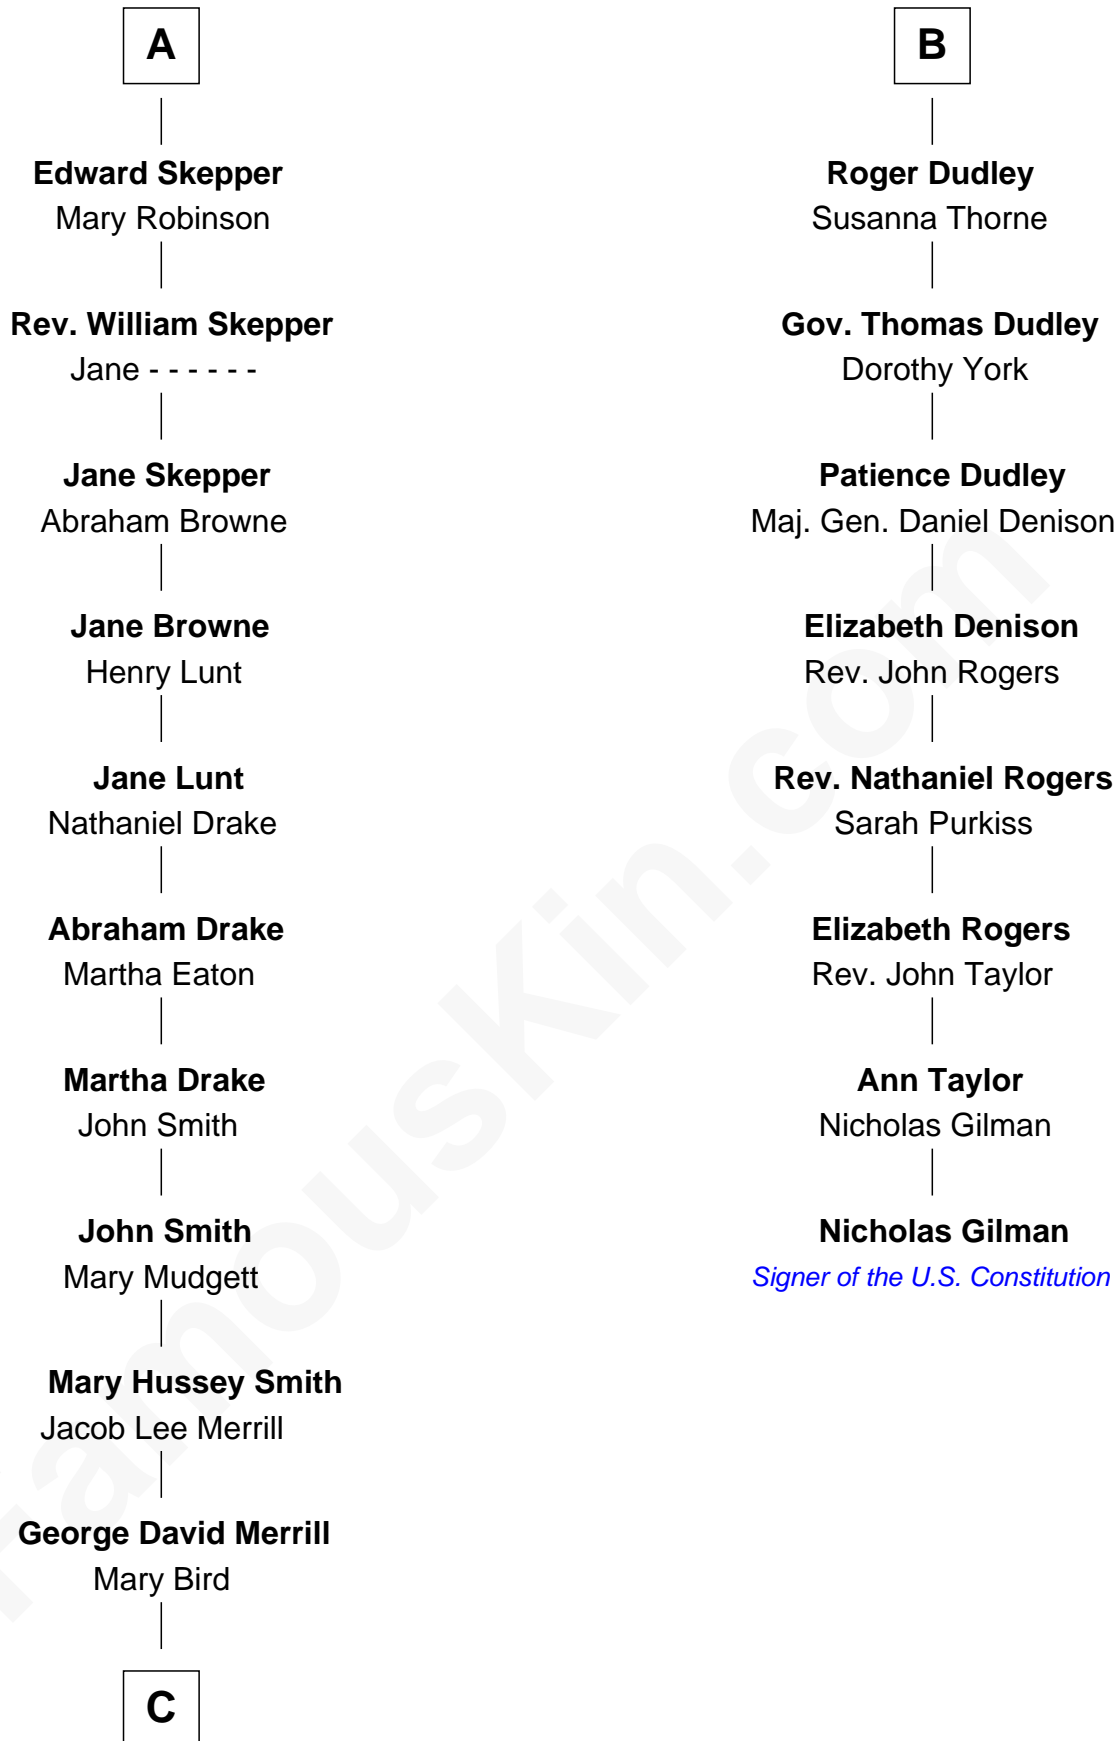 A
Edward Skepper
Mary Robinson
Rev. William Skepper
Jane - - - - - -
Jane Skepper
Abraham Browne
Jane Browne
Henry Lunt
Jane Lunt
Nathaniel Drake
Abraham Drake
Martha Eaton
Martha Drake
John Smith
John Smith
Mary Mudgett
Mary Hussey Smith
Jacob Lee Merrill
George David Merrill
Mary Bird
C
B
Roger Dudley
Susanna Thorne
Gov. Thomas Dudley
Dorothy York
Patience Dudley
Maj. Gen. Daniel Denison
Elizabeth Denison
Rev. John Rogers
Rev. Nathaniel Rogers
Sarah Purkiss
Elizabeth Rogers
Rev. John Taylor
Ann Taylor
Nicholas Gilman
Nicholas Gilman
Signer of the U.S. Constitution
FamousKin.com